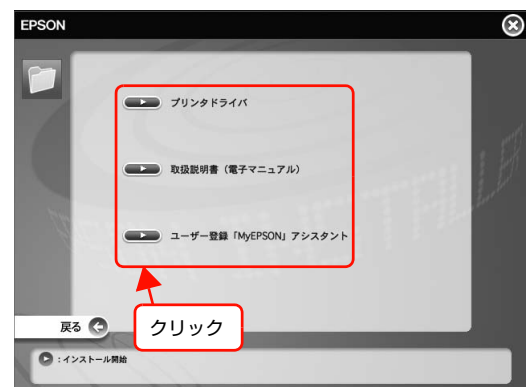 EPSON
プリンタドライバ
取扱説明書（電子マニュアル）
ユーザー登録「MyEPSON」アシスタント
戻る
クリック
：インストール開始